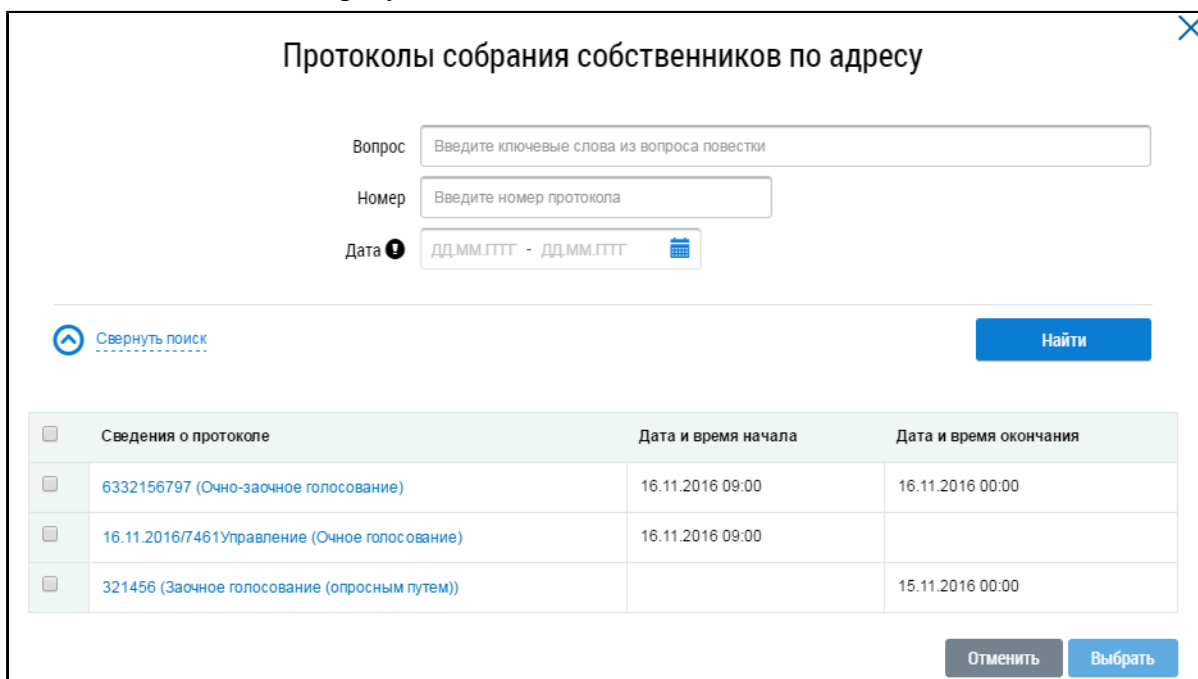 Протоколы собрания собственников по адресу
Вопрос Введите ключевые слова из вопроса повестки
Номер Введите номер протокола
Дата ДД.ММ.ГГГГ - ДД.ММ.ГГГГ
Свернуть поиск Найти
Сведения о протоколе Дата и время начала Дата и время окончания
6332156797 (Очно-заочное голосование) 16.11.2016 09:00 16.11.2016 00:00
16.11.2016/7461Управление (Очное голосование) 16.11.2016 09:00
321456 (Заочное голосование (опросным путем)) 15.11.2016 00:00
Отменить Выбрать